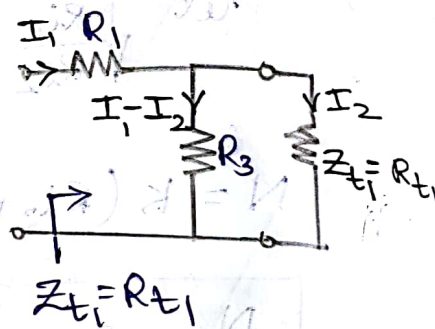 I₁ R₁
I₁-I₂
I₂
R₃
Zt₁=Rt₁
Zt₁=Rt₁